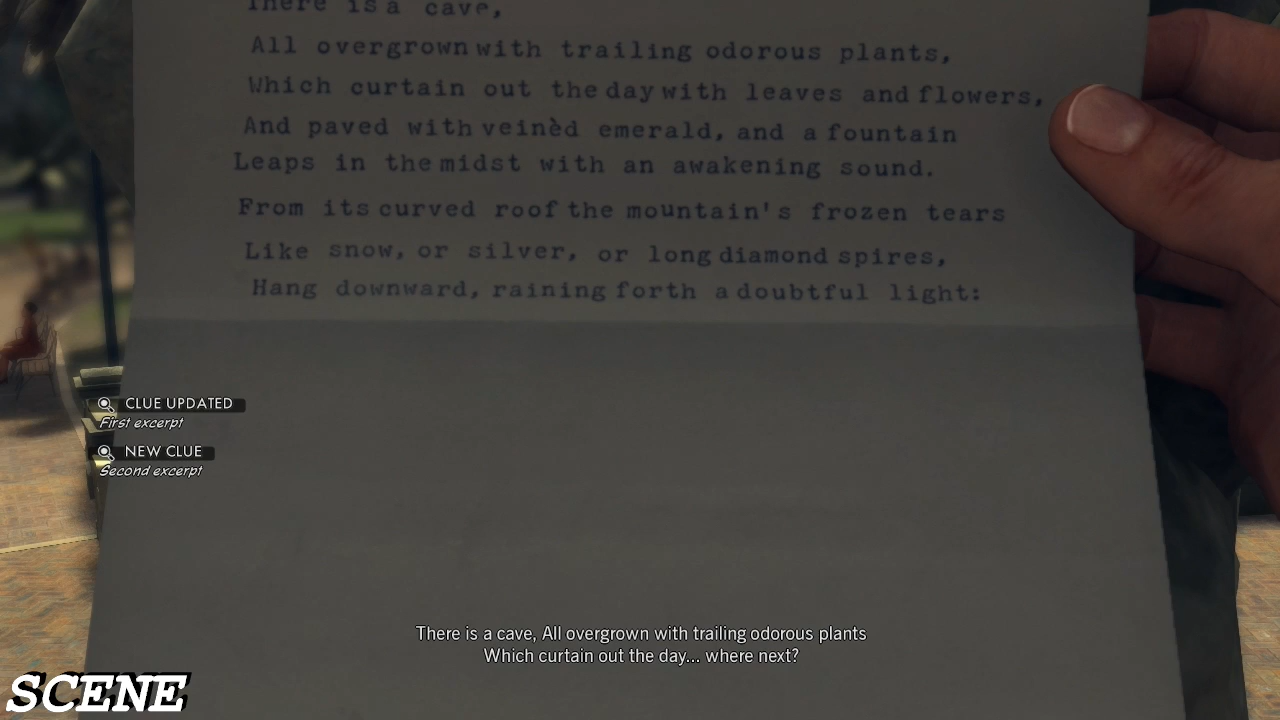 There is a cave,
All overgrown with trailing odorous plants,
Which curtain out the day with leaves and flowers,
And paved with veinèd emerald, and a fountain
Leaps in the midst with an awakening sound.
From its curved roof the mountain's frozen tears
Like snow, or silver, or long diamond spires,
Hang downward, raining forth a doubtful light:
CLUE UPDATED
First excerpt
NEW CLUE
Second excerpt
There is a cave, All overgrown with trailing odorous plants
Which curtain out the day... where next?
SCENE